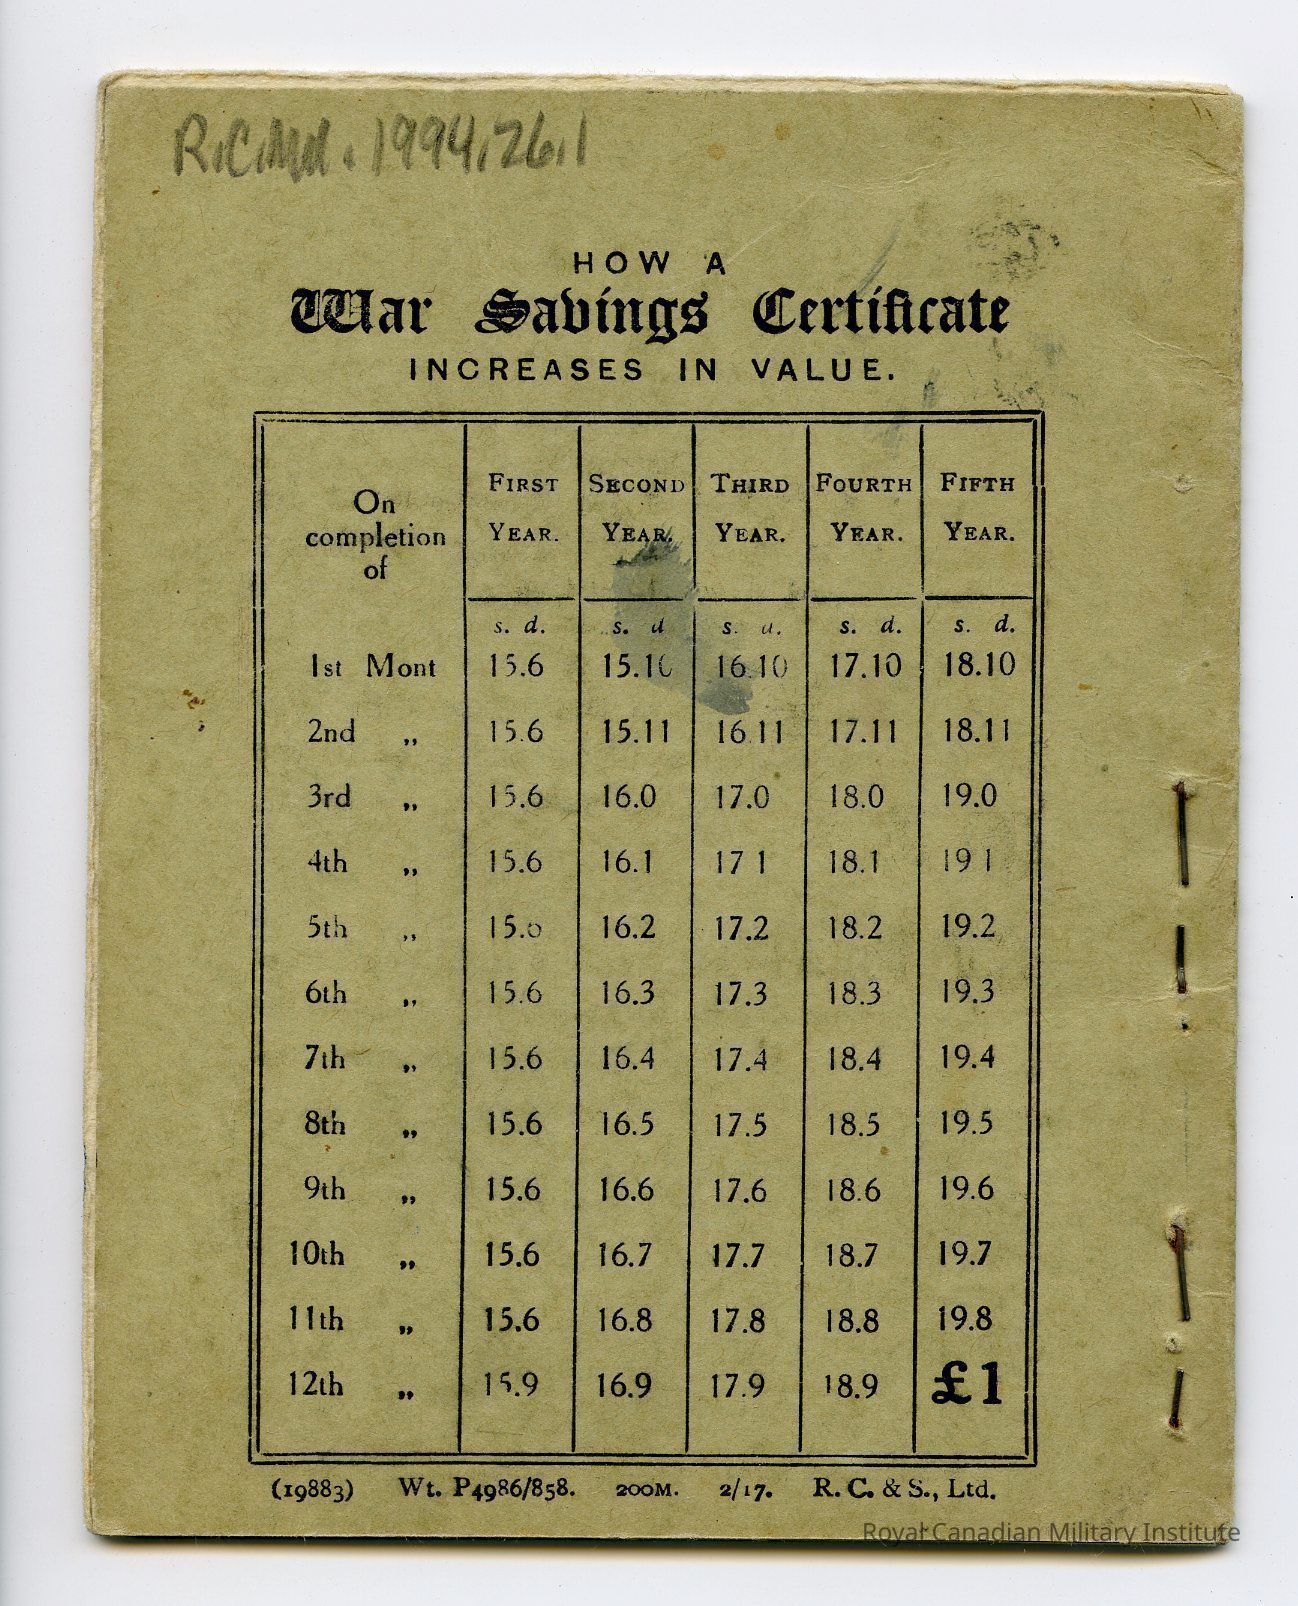 R.C.M.I. 1994.26.1
HOW A
War Savings Certificate
INCREASES IN VALUE.
On completion of FIRST YEAR. SECOND YEAR. THIRD YEAR. FOURTH YEAR. FIFTH YEAR.
s. d. s. d s. d. s. d. s. d.
1st Mont 15.6 15.10 16.10 17.10 18.10
2nd „ 15.6 15.11 16.11 17.11 18.11
3rd „ 15.6 16.0 17.0 18.0 19.0
4th „ 15.6 16.1 17 1 18.1 19 1
5th „ 15.6 16.2 17.2 18.2 19.2
6th „ 15.6 16.3 17.3 18.3 19.3
7th „ 15.6 16.4 17.4 18.4 19.4
8th „ 15.6 16.5 17.5 18.5 19.5
9th „ 15.6 16.6 17.6 18.6 19.6
10th „ 15.6 16.7 17.7 18.7 19.7
11th „ 15.6 16.8 17.8 18.8 19.8
12th „ 15.9 16.9 17.9 18.9 £1
(19883) Wt. P4986/858. 200M. 2/17. R. C. & S., Ltd.
Royal Canadian Military Institute